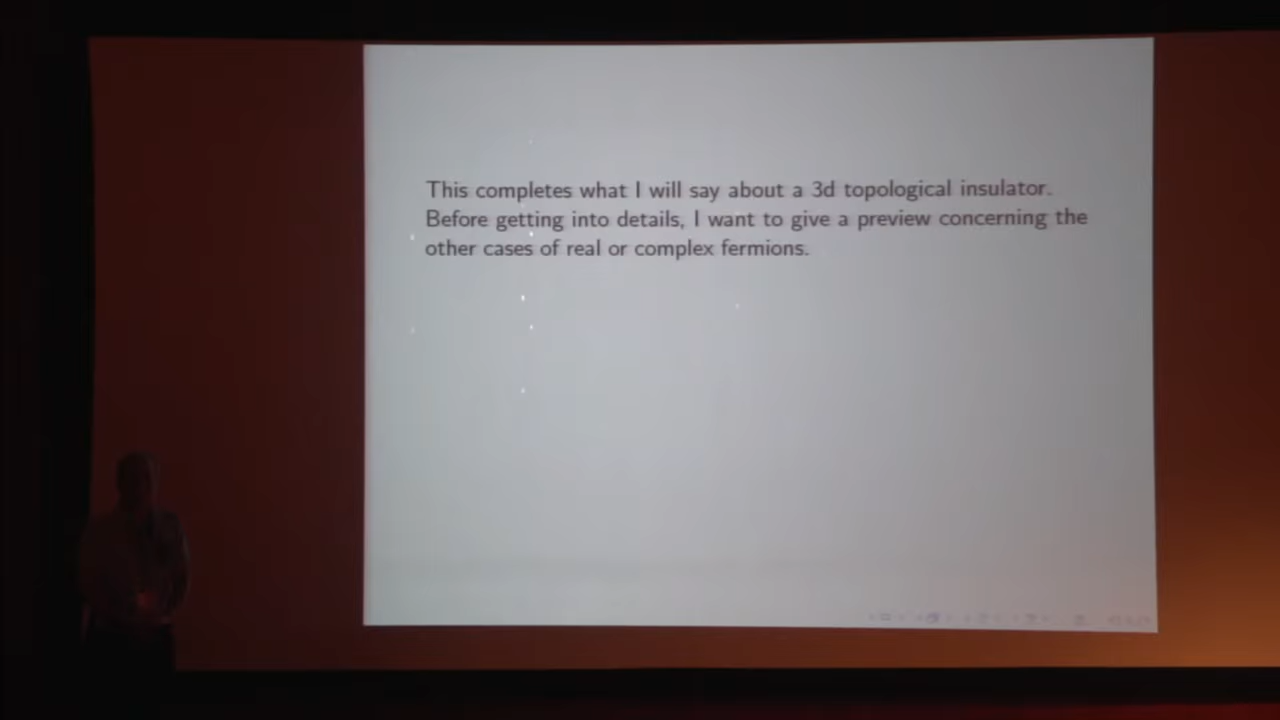 This completes what I will say about a 3d topological insulator.
Before getting into details, I want to give a preview concerning the
other cases of real or complex fermions.